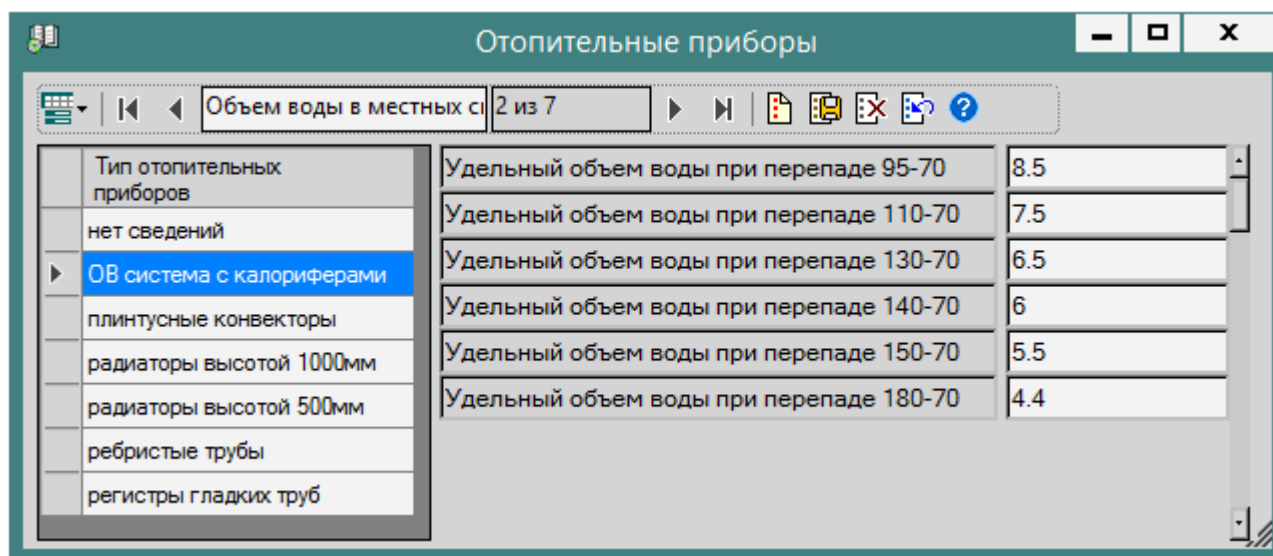 Отопительные приборы
Объем воды в местных 2 из 7
Тип отопительных
приборов
нет сведений
ОВ система с калориферами
плинтусные конвекторы
радиаторы высотой 1000мм
радиаторы высотой 500мм
ребристые трубы
регистры гладких труб
Удельный объем воды при перепаде 95-70 8.5
Удельный объем воды при перепаде 110-70 7.5
Удельный объем воды при перепаде 130-70 6.5
Удельный объем воды при перепаде 140-70 6
Удельный объем воды при перепаде 150-70 5.5
Удельный объем воды при перепаде 180-70 4.4